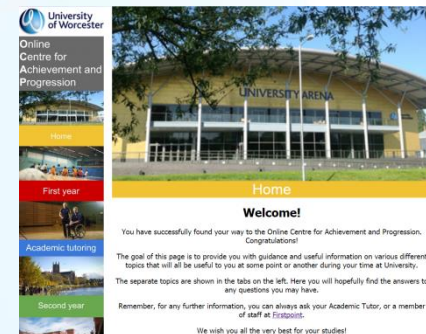 University
of Worcester
Online
Centre for
Achievement and
Progression
Home
First year
Academic tutoring
Second year
UNIVERSITY ARENA
Home
Welcome!
You have successfully found your way to the Online Centre for Achievement and Progression.
Congratulations!
The goal of this page is to provide you with guidance and useful information on various different
topics that will all be useful to you at some point or another during your time at University.
The separate topics are shown in the tabs on the left. Here you will hopefully find the answers to
any questions you may have.
Remember, for any further information, you can always ask your Academic Tutor, or a member
of staff at Firstpoint.
We wish you all the very best for your studies!